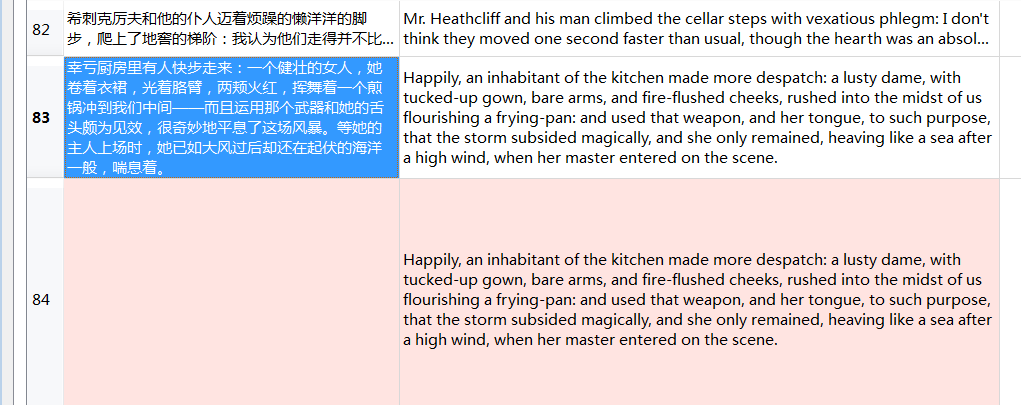 82
希刺克厉夫和他的仆人迈着烦躁的懒洋洋的脚
步，爬上了地窖的梯阶：我认为他们走得并不比...
Mr. Heathcliff and his man climbed the cellar steps with vexatious phlegm: I don't
think they moved one second faster than usual, though the hearth was an absol...
83
幸亏厨房里有人快步走来：一个健壮的女人，她
卷着衣裙，光着胳臂，两颊火红，挥舞着一个煎
锅冲到我们中间——而且运用那个武器和她的舌
头颇为见效，很奇妙地平息了这场风暴。等她的
主人上场时，她已如大风过后却还在起伏的海洋
一般，喘息着。
Happily, an inhabitant of the kitchen made more despatch: a lusty dame, with
tucked-up gown, bare arms, and fire-flushed cheeks, rushed into the midst of us
flourishing a frying-pan: and used that weapon, and her tongue, to such purpose,
that the storm subsided magically, and she only remained, heaving like a sea after
a high wind, when her master entered on the scene.
84
Happily, an inhabitant of the kitchen made more despatch: a lusty dame, with
tucked-up gown, bare arms, and fire-flushed cheeks, rushed into the midst of us
flourishing a frying-pan: and used that weapon, and her tongue, to such purpose,
that the storm subsided magically, and she only remained, heaving like a sea after
a high wind, when her master entered on the scene.